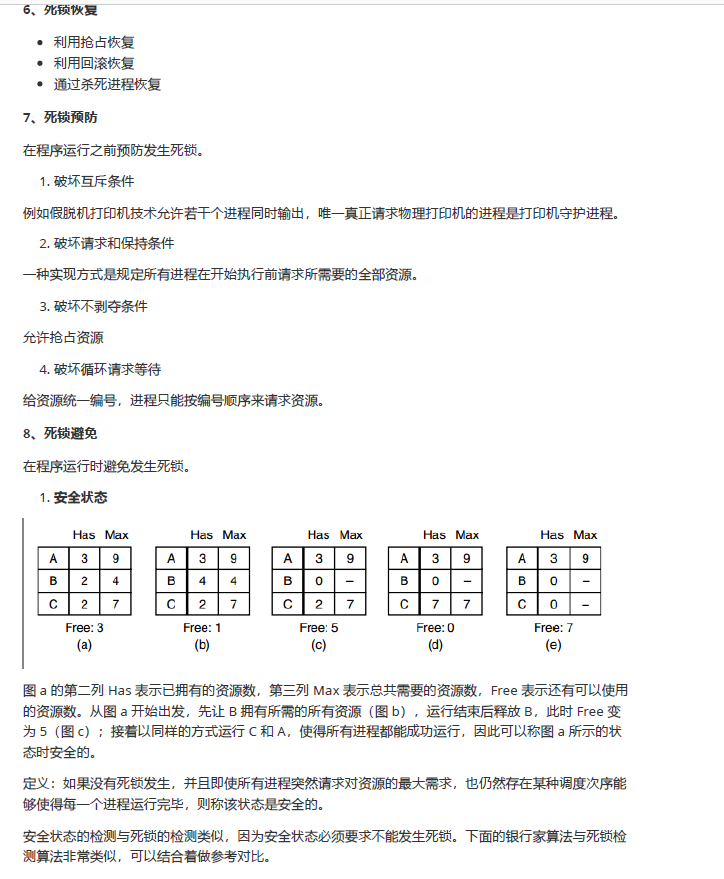 6、死锁恢复
利用抢占恢复
利用回滚恢复
通过杀死进程恢复
7、死锁预防
在程序运行之前预防发生死锁。
1. 破坏互斥条件
例如假脱机打印机技术允许若干个进程同时输出，唯一真正请求物理打印机的进程是打印机守护进程。
2. 破坏请求和保持条件
一种实现方式是规定所有进程在开始执行前请求所需要的全部资源。
3. 破坏不剥夺条件
允许抢占资源
4. 破坏循环请求等待
给资源统一编号，进程只能按编号顺序来请求资源。
8、死锁避免
在程序运行时避免发生死锁。
1. 安全状态
Has Max Has Max Has Max Has Max Has Max
A 3 9 A 3 9 A 3 9 A 3 9 A 3 9
B 2 4 B 4 4 B 0 – B 0 – B 0 –
C 2 7 C 2 7 C 2 7 C 7 7 C 0 –
Free: 3 Free: 1 Free: 5 Free: 0 Free: 7
(a) (b) (c) (d) (e)
图 a 的第二列 Has 表示已拥有的资源数，第三列 Max 表示总共需要的资源数，Free 表示还有可以使用
的资源数。从图 a 开始出发，先让 B 拥有所需的所有资源（图 b），运行结束后释放 B，此时 Free 变
为 5（图 c）；接着以同样的方式运行 C 和 A，使得所有进程都能成功运行，因此可以称图 a 所示的状
态时安全的。
定义：如果没有死锁发生，并且即使所有进程突然请求对资源的最大需求，也仍然存在某种调度次序能
够使得每一个进程运行完毕，则称该状态是安全的。
安全状态的检测与死锁的检测类似，因为安全状态必须要求不能发生死锁。下面的银行家算法与死锁检
测算法非常类似，可以结合着做参考对比。